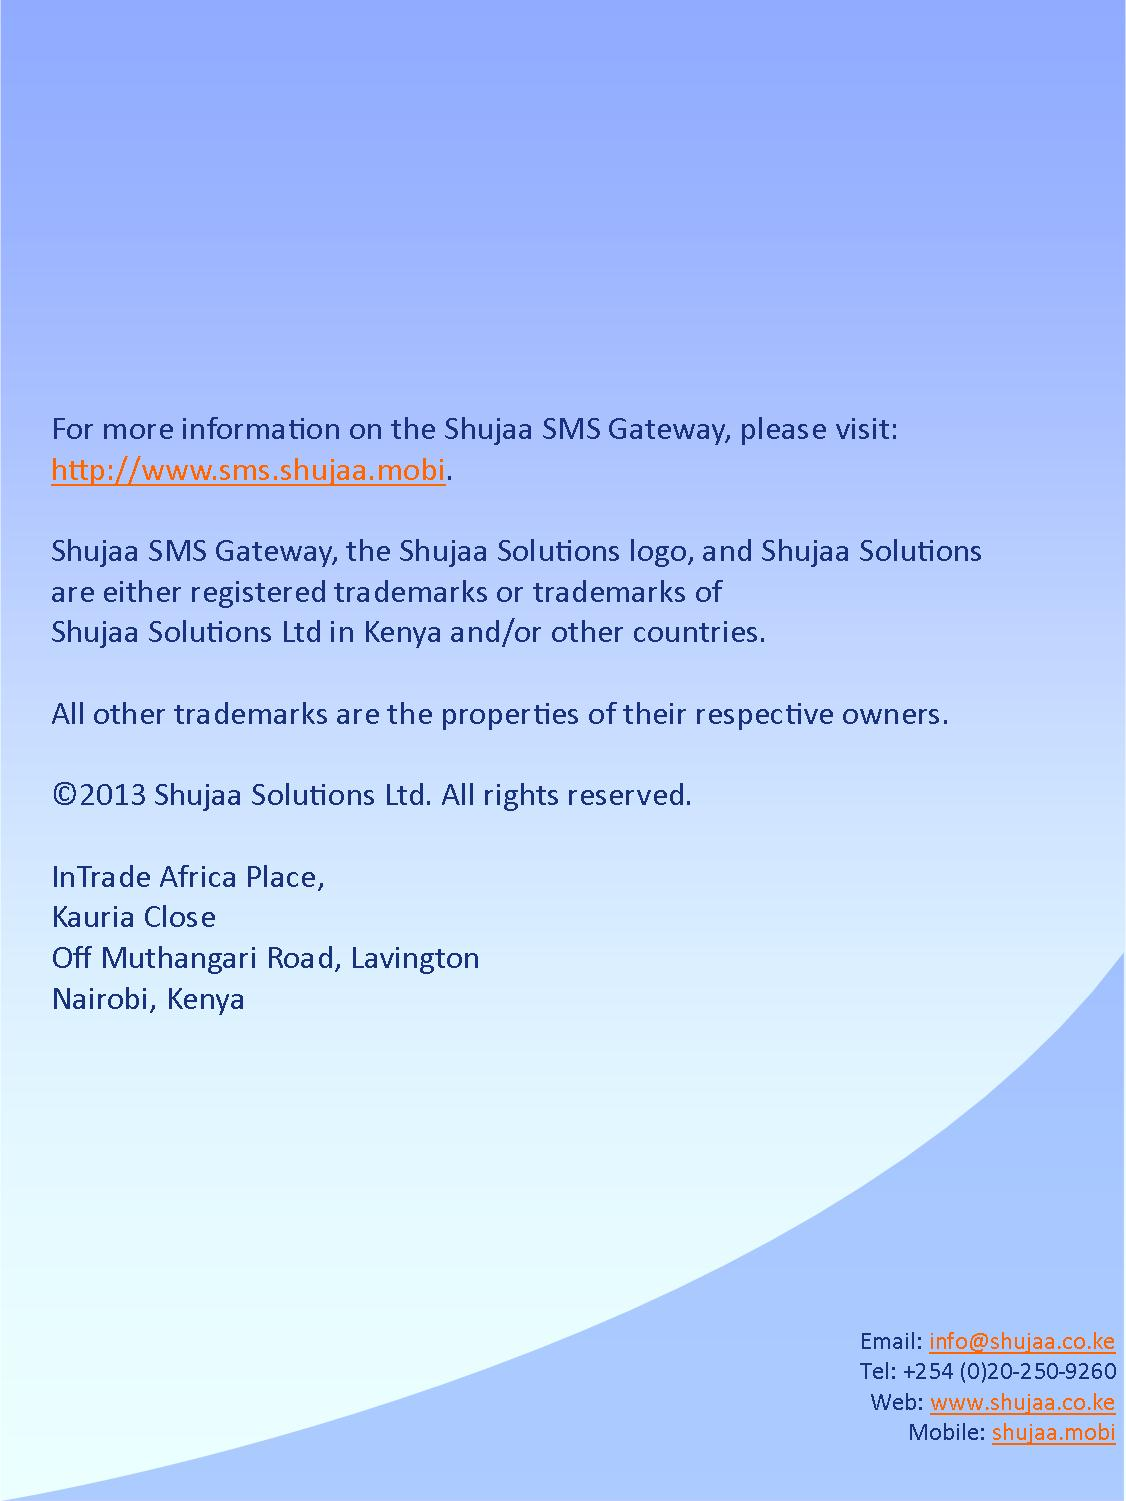 For more information on the Shujaa SMS Gateway, please visit:
http://www.sms.shujaa.mobi.
Shujaa SMS Gateway, the Shujaa Solutions logo, and Shujaa Solutions
are either registered trademarks or trademarks of
Shujaa Solutions Ltd in Kenya and/or other countries.
All other trademarks are the properties of their respective owners.
©2013 Shujaa Solutions Ltd. All rights reserved.
InTrade Africa Place,
Kauria Close
Off Muthangari Road, Lavington
Nairobi, Kenya
Email: info@shujaa.co.ke
Tel: +254 (0)20-250-9260
Web: www.shujaa.co.ke
Mobile: shujaa.mobi